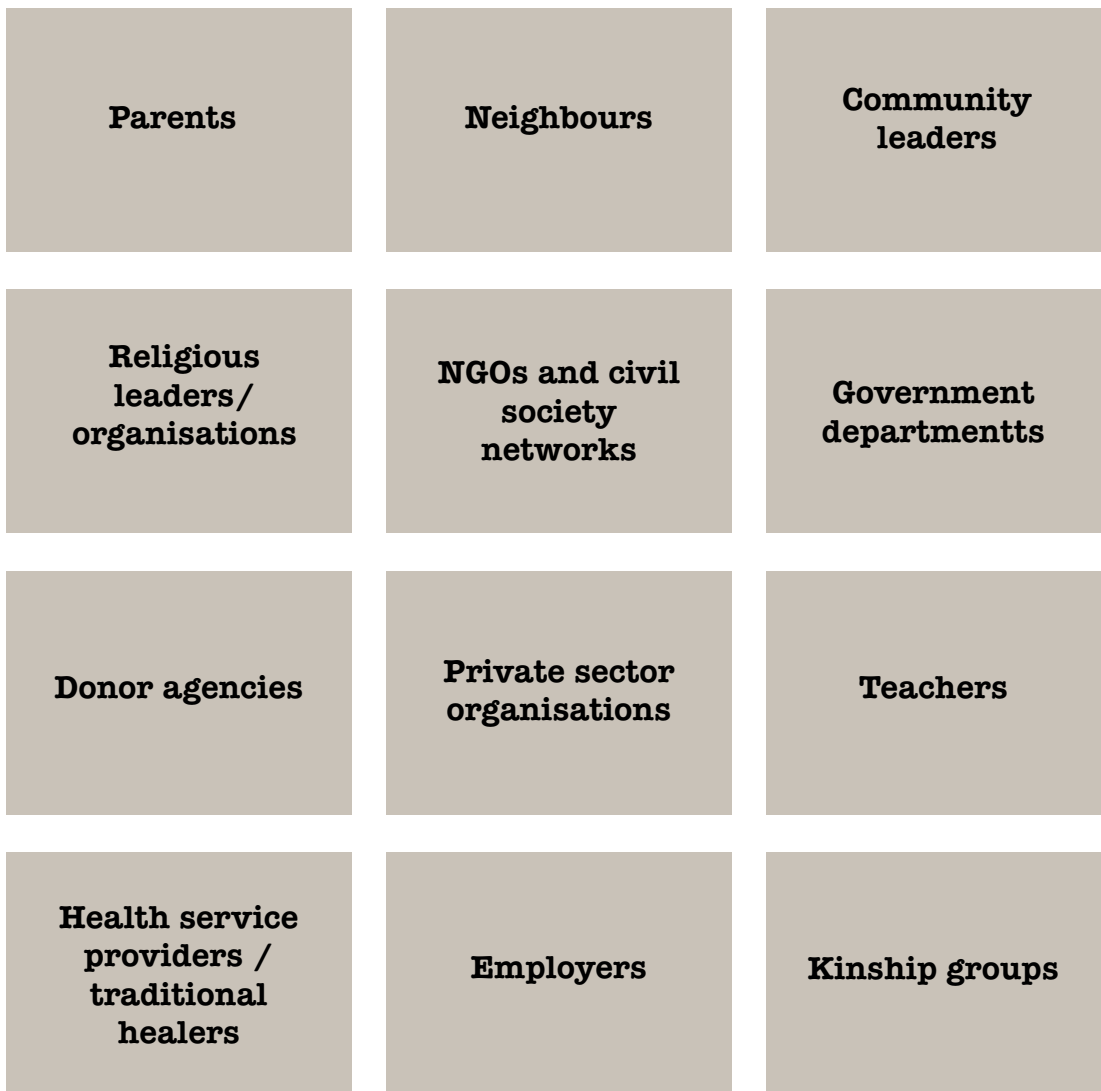 Parents
Neighbours
Community
leaders
Religious
leaders/
organisations
NGOs and civil
society
networks
Government
departmentts
Donor agencies
Private sector
organisations
Teachers
Health service
providers /
traditional
healers
Employers
Kinship groups